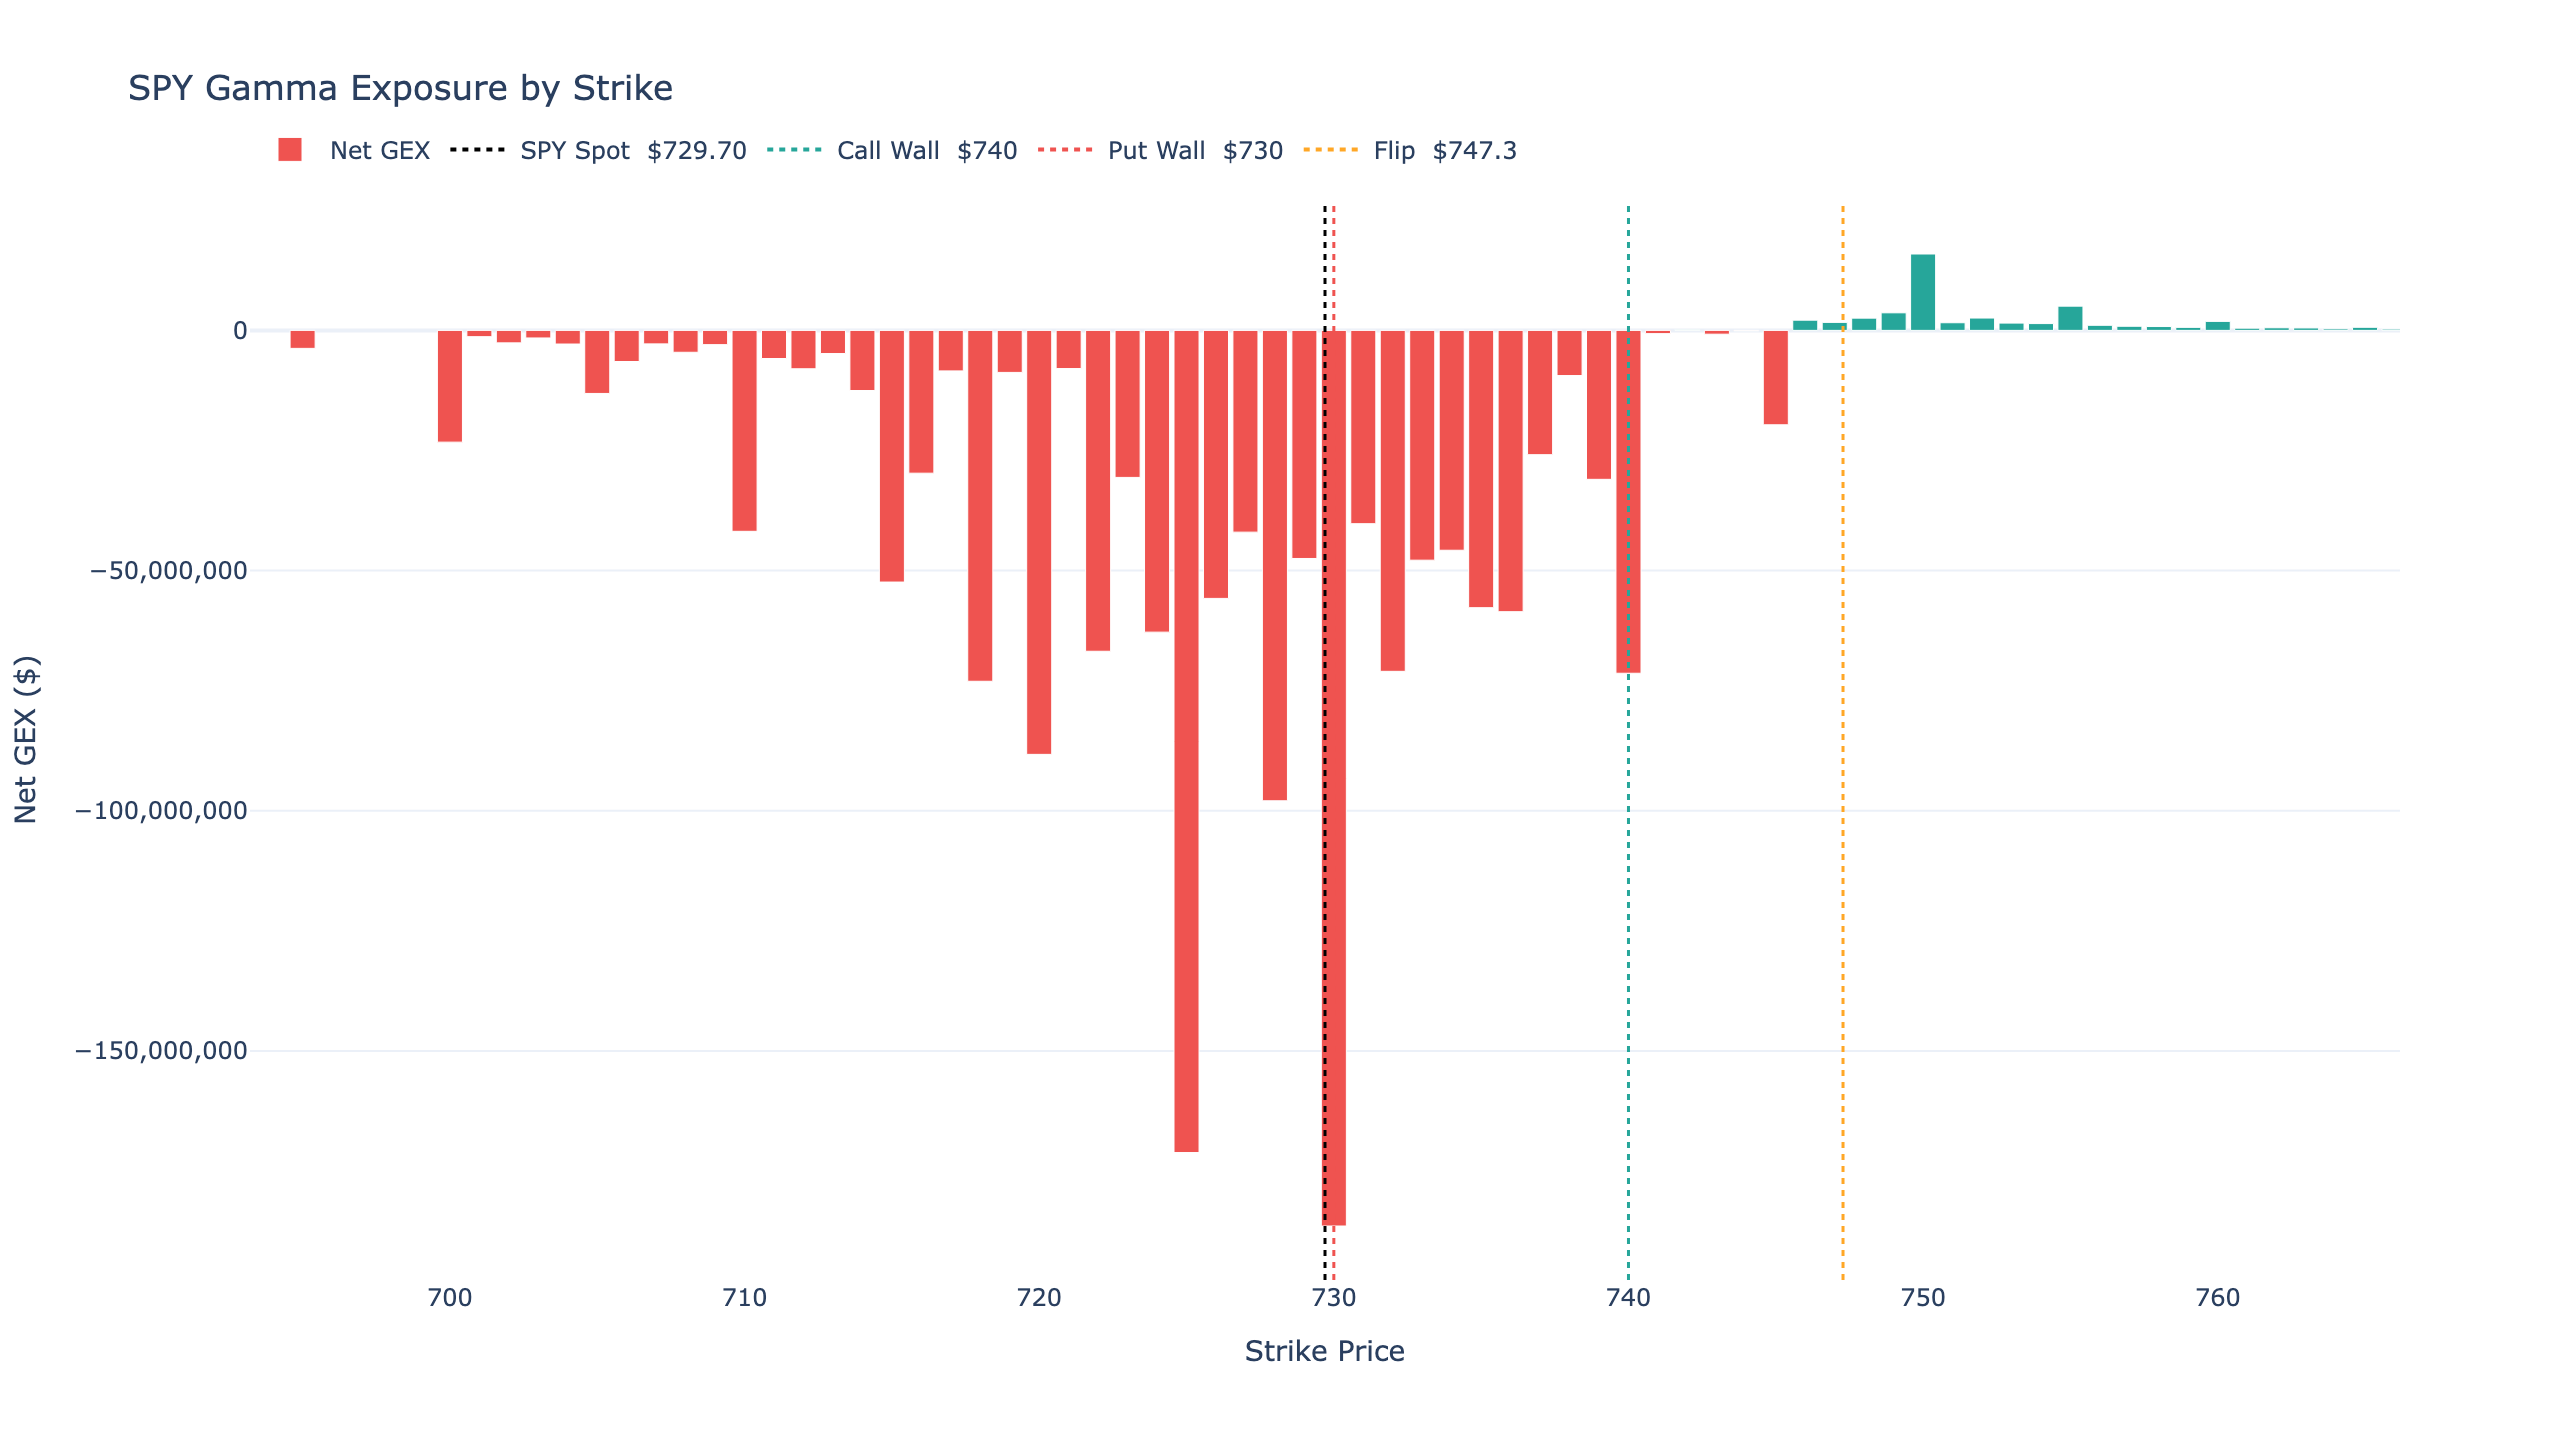 SPY Gamma Exposure by Strike
Net GEX SPY Spot $729.70 Call Wall $740 Put Wall $730 Flip $747.3
0
−50,000,000
−100,000,000
−150,000,000
Net GEX ($)
700 710 720 730 740 750 760
Strike Price